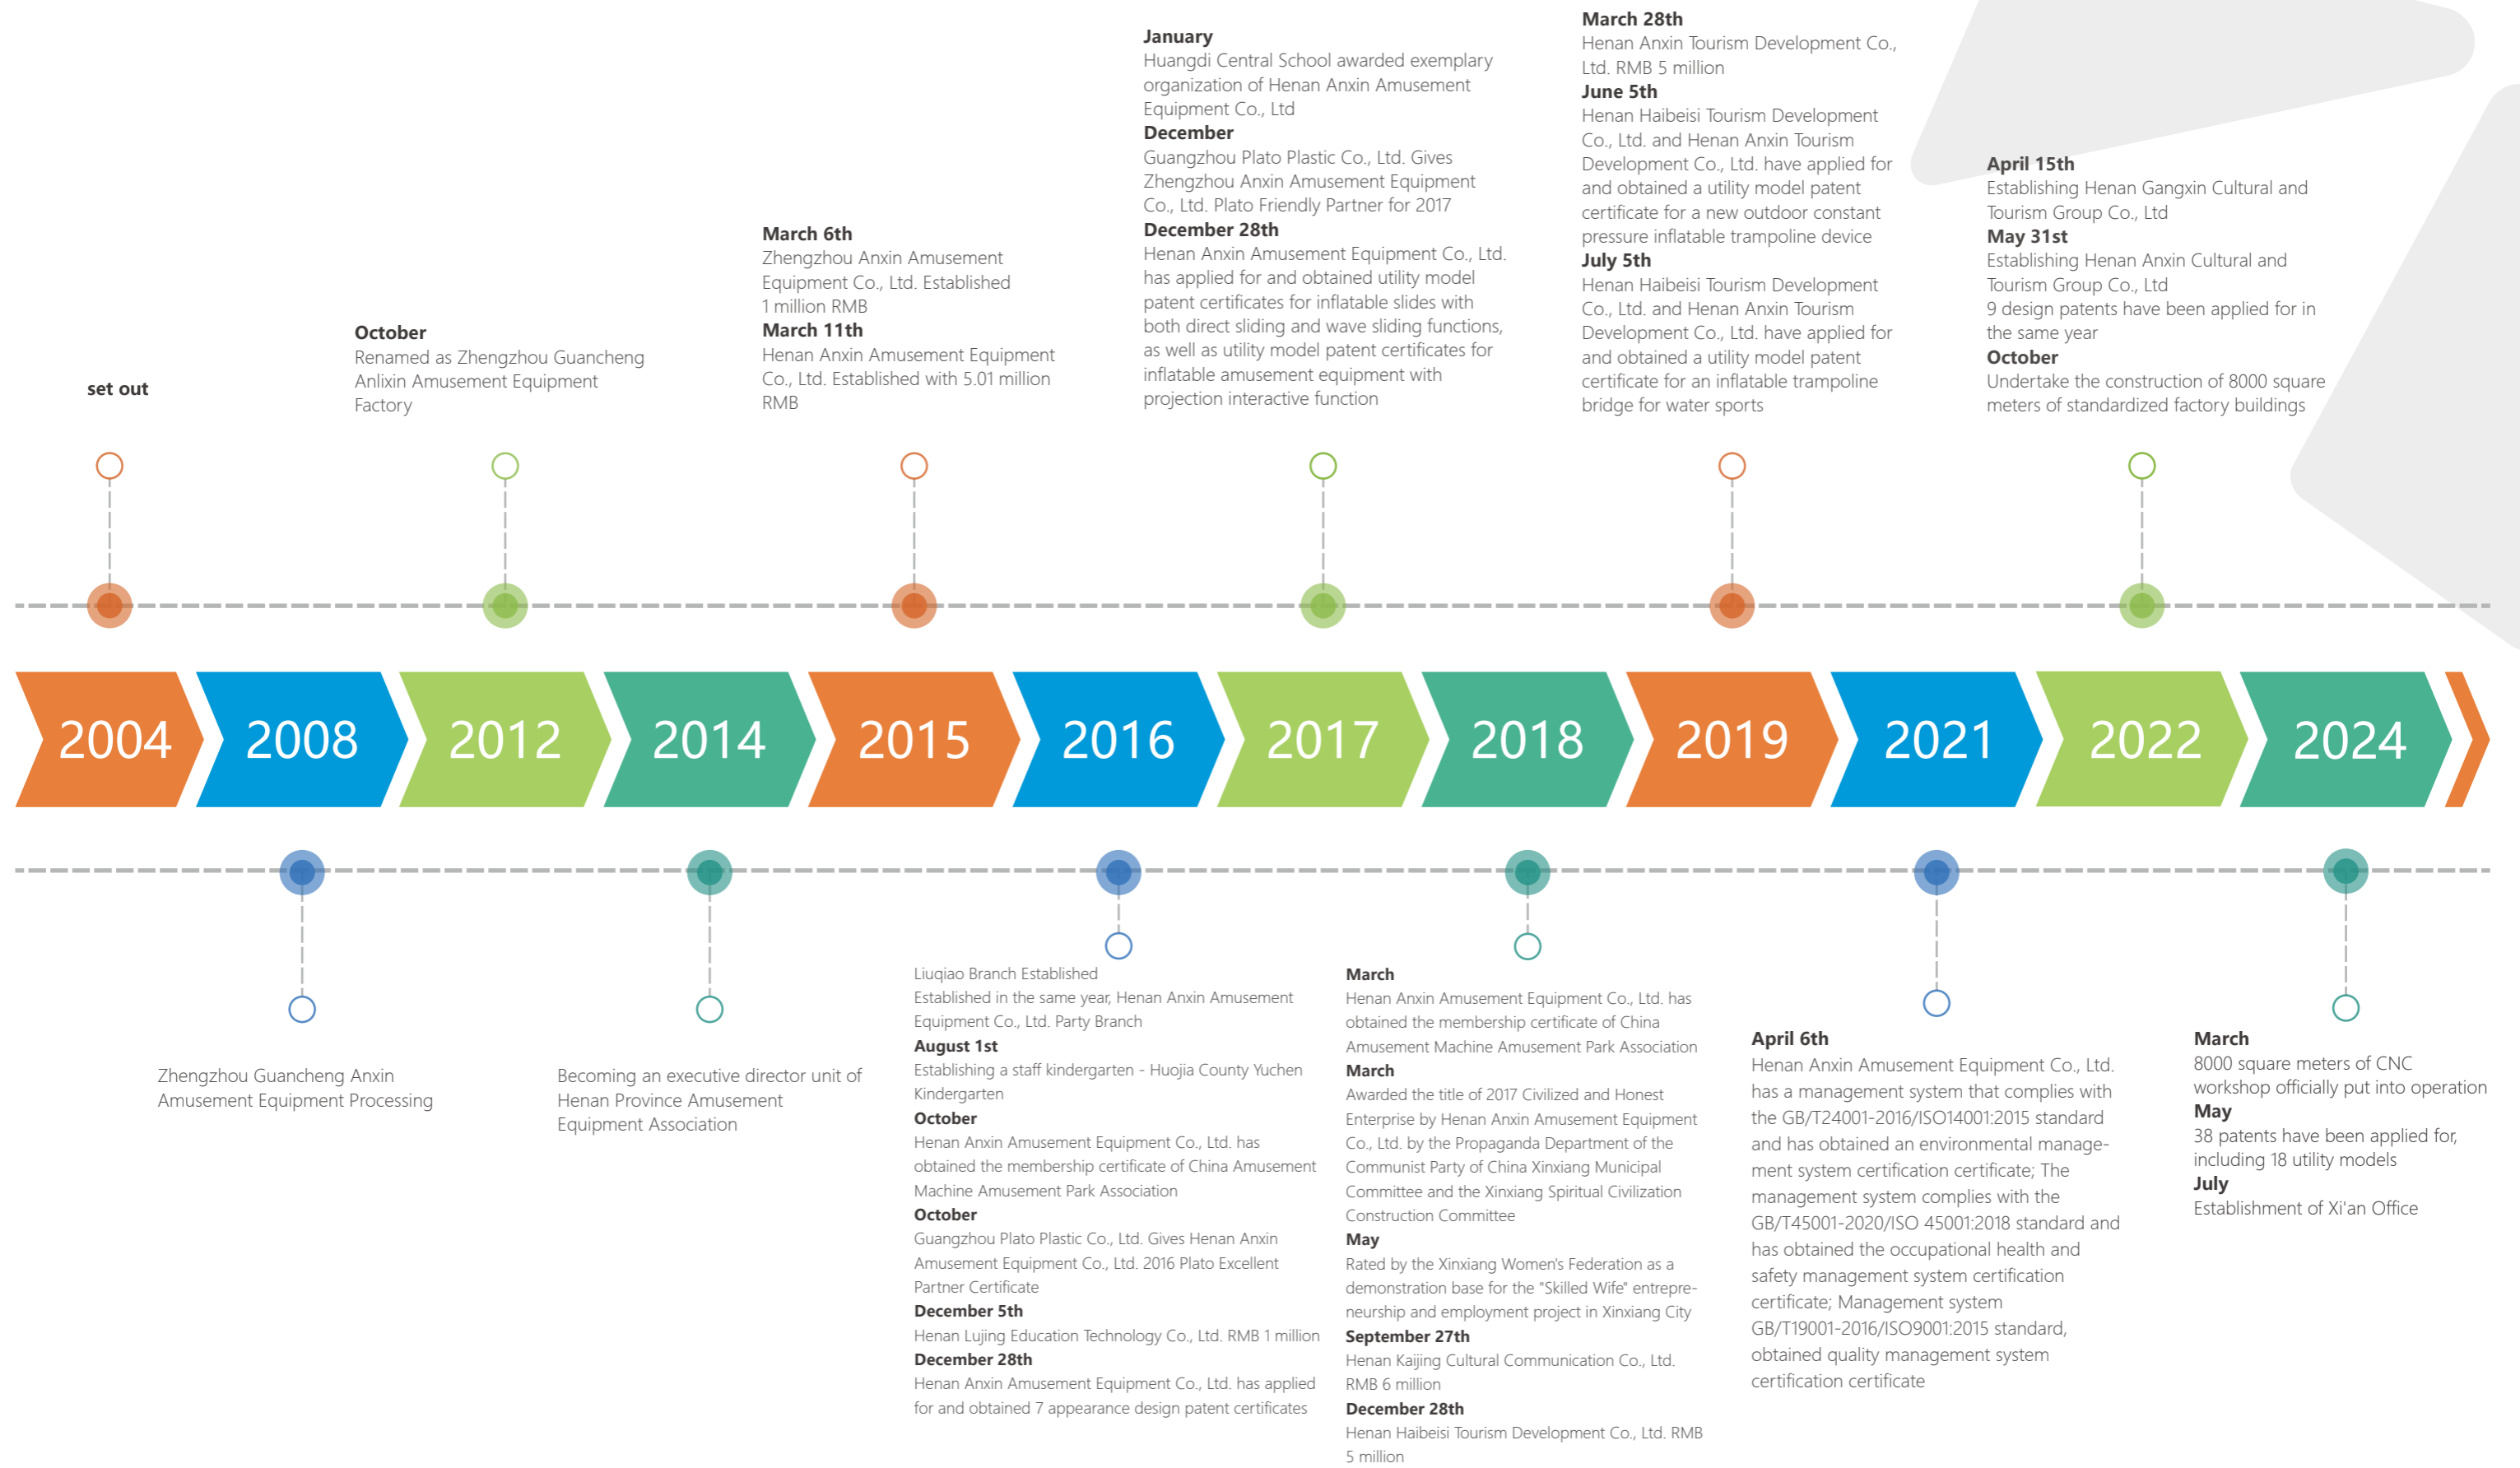 set out
October
Renamed as Zhengzhou Guancheng
Anlixin Amusement Equipment
Factory
March 6th
Zhengzhou Anxin Amusement
Equipment Co., Ltd. Established
1 million RMB
March 11th
Henan Anxin Amusement Equipment
Co., Ltd. Established with 5.01 million
RMB
January
Huangdi Central School awarded exemplary
organization of Henan Anxin Amusement
Equipment Co., Ltd
December
Guangzhou Plato Plastic Co., Ltd. Gives
Zhengzhou Anxin Amusement Equipment
Co., Ltd. Plato Friendly Partner for 2017
December 28th
Henan Anxin Amusement Equipment Co., Ltd.
has applied for and obtained utility model
patent certificates for inflatable slides with
both direct sliding and wave sliding functions,
as well as utility model patent certificates for
inflatable amusement equipment with
projection interactive function
March 28th
Henan Anxin Tourism Development Co.,
Ltd. RMB 5 million
June 5th
Henan Haibeisi Tourism Development
Co., Ltd. and Henan Anxin Tourism
Development Co., Ltd. have applied for
and obtained a utility model patent
certificate for a new outdoor constant
pressure inflatable trampoline device
July 5th
Henan Haibeisi Tourism Development
Co., Ltd. and Henan Anxin Tourism
Development Co., Ltd. have applied for
and obtained a utility model patent
certificate for an inflatable trampoline
bridge for water sports
April 15th
Establishing Henan Gangxin Cultural and
Tourism Group Co., Ltd
May 31st
Establishing Henan Anxin Cultural and
Tourism Group Co., Ltd
9 design patents have been applied for in
the same year
October
Undertake the construction of 8000 square
meters of standardized factory buildings
2004
2008
2012
2014
2015
2016
2017
2018
2019
2021
2022
2024
Zhengzhou Guancheng Anxin
Amusement Equipment Processing
Becoming an executive director unit of
Henan Province Amusement
Equipment Association
Liuqiao Branch Established
Established in the same year, Henan Anxin Amusement
Equipment Co., Ltd. Party Branch
August 1st
Establishing a staff kindergarten - Huojia County Yuchen
Kindergarten
October
Henan Anxin Amusement Equipment Co., Ltd. has
obtained the membership certificate of China Amusement
Machine Amusement Park Association
October
Guangzhou Plato Plastic Co., Ltd. Gives Henan Anxin
Amusement Equipment Co., Ltd. 2016 Plato Excellent
Partner Certificate
December 5th
Henan Lujing Education Technology Co., Ltd. RMB 1 million
December 28th
Henan Anxin Amusement Equipment Co., Ltd. has applied
for and obtained 7 appearance design patent certificates
March
Henan Anxin Amusement Equipment Co., Ltd. has
obtained the membership certificate of China
Amusement Machine Amusement Park Association
March
Awarded the title of 2017 Civilized and Honest
Enterprise by Henan Anxin Amusement Equipment
Co., Ltd. by the Propaganda Department of the
Communist Party of China Xinxiang Municipal
Committee and the Xinxiang Spiritual Civilization
Construction Committee
May
Rated by the Xinxiang Women's Federation as a
demonstration base for the "Skilled Wife" entrepre-
neurship and employment project in Xinxiang City
September 27th
Henan Kaijing Cultural Communication Co., Ltd.
RMB 6 million
December 28th
Henan Haibeisi Tourism Development Co., Ltd. RMB
5 million
April 6th
Henan Anxin Amusement Equipment Co., Ltd.
has a management system that complies with
the GB/T24001-2016/ISO14001:2015 standard
and has obtained an environmental manage-
ment system certification certificate; The
management system complies with the
GB/T45001-2020/ISO 45001:2018 standard and
has obtained the occupational health and
safety management system certification
certificate; Management system
GB/T19001-2016/ISO9001:2015 standard,
obtained quality management system
certification certificate
March
8000 square meters of CNC
workshop officially put into operation
May
38 patents have been applied for,
including 18 utility models
July
Establishment of Xi'an Office